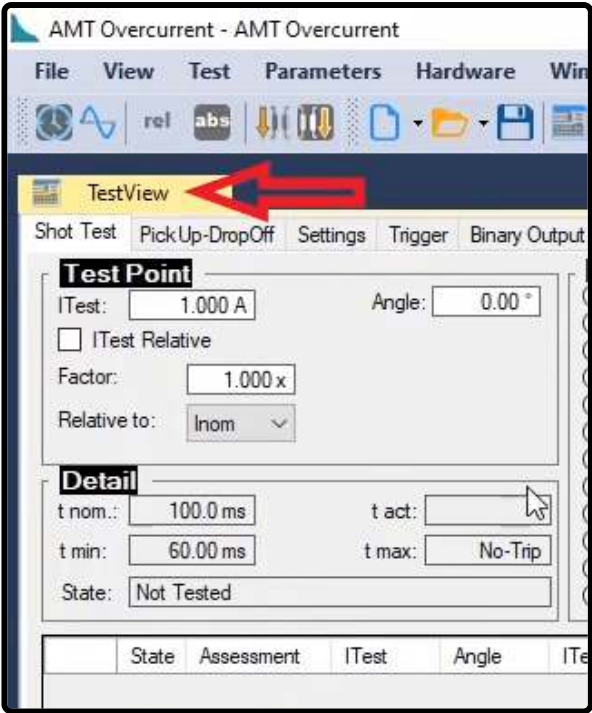 AMT Overcurrent - AMT Overcurrent
File View Test Parameters Hardware Win
rel abs
TestView
Shot Test Pick Up-DropOff Settings Trigger Binary Output
Test Point
ITest: 1.000 A Angle: 0.00 °
ITest Relative
Factor: 1.000 x
Relative to: Inom
Detail
t nom.: 100.0 ms t act:
t min: 60.00 ms t max: No-Trip
State: Not Tested
State Assessment ITest Angle ITe